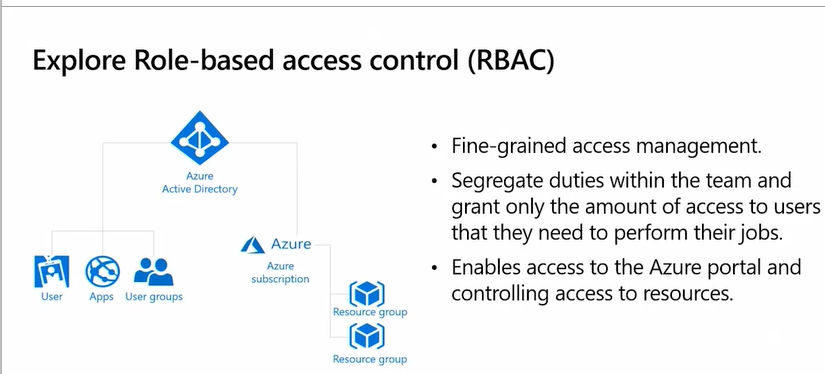 Explore Role-based access control (RBAC)
Azure
Active Directory
User
Apps
User groups
Azure
Azure
subscription
Resource group
Resource group
• Fine-grained access management.
• Segregate duties within the team and
grant only the amount of access to users
that they need to perform their jobs.
• Enables access to the Azure portal and
controlling access to resources.